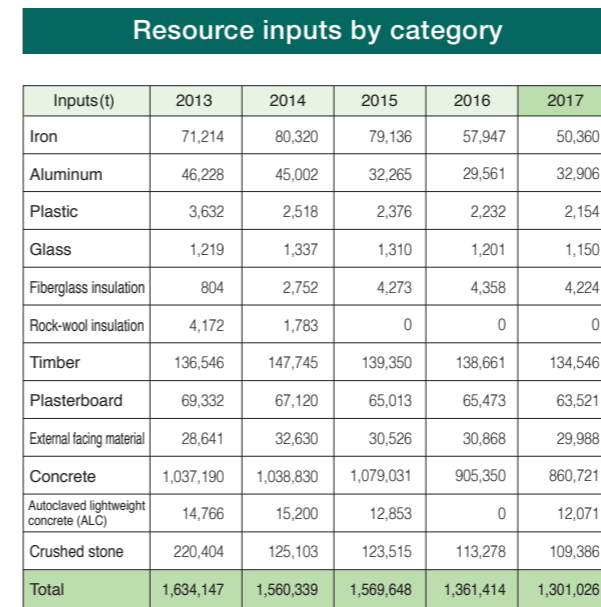 Resource inputs by category
Inputs(t) 2013 2014 2015 2016 2017
Iron 71,214 80,320 79,136 57,947 50,360
Aluminum 46,228 45,002 32,265 29,561 32,906
Plastic 3,632 2,518 2,376 2,232 2,154
Glass 1,219 1,337 1,310 1,201 1,150
Fiberglass insulation 804 2,752 4,273 4,358 4,224
Rock-wool insulation 4,172 1,783 0 0 0
Timber 136,546 147,745 139,350 138,661 134,546
Plasterboard 69,332 67,120 65,013 65,473 63,521
External facing material 28,641 32,630 30,526 30,868 29,988
Concrete 1,037,190 1,038,830 1,079,031 905,350 860,721
Autoclaved lightweight
concrete (ALC) 14,766 15,200 12,853 0 12,071
Crushed stone 220,404 125,103 123,515 113,278 109,386
Total 1,634,147 1,560,339 1,569,648 1,361,414 1,301,026